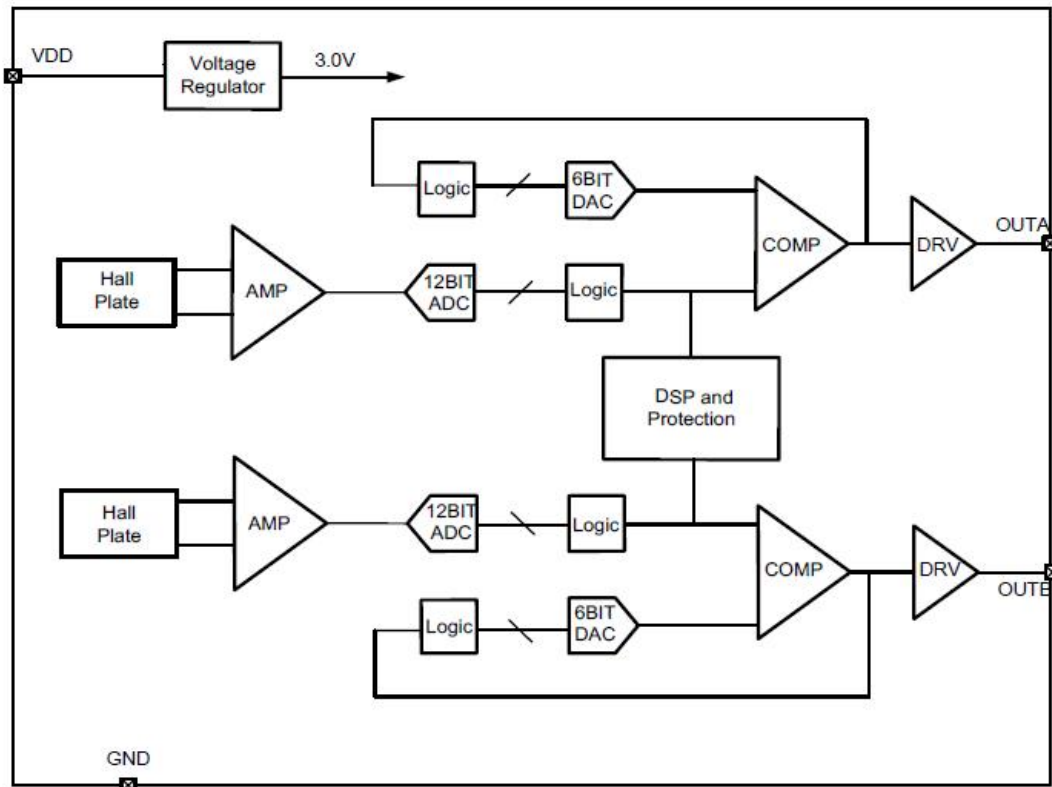 VDD
Voltage
Regulator
3.0V
Logic
6BIT
DAC
COMP
DRV
OUTA
Hall
Plate
AMP
12BIT
ADC
Logic
DSP and
Protection
Hall
Plate
AMP
12BIT
ADC
Logic
COMP
DRV
OUTB
Logic
6BIT
DAC
GND